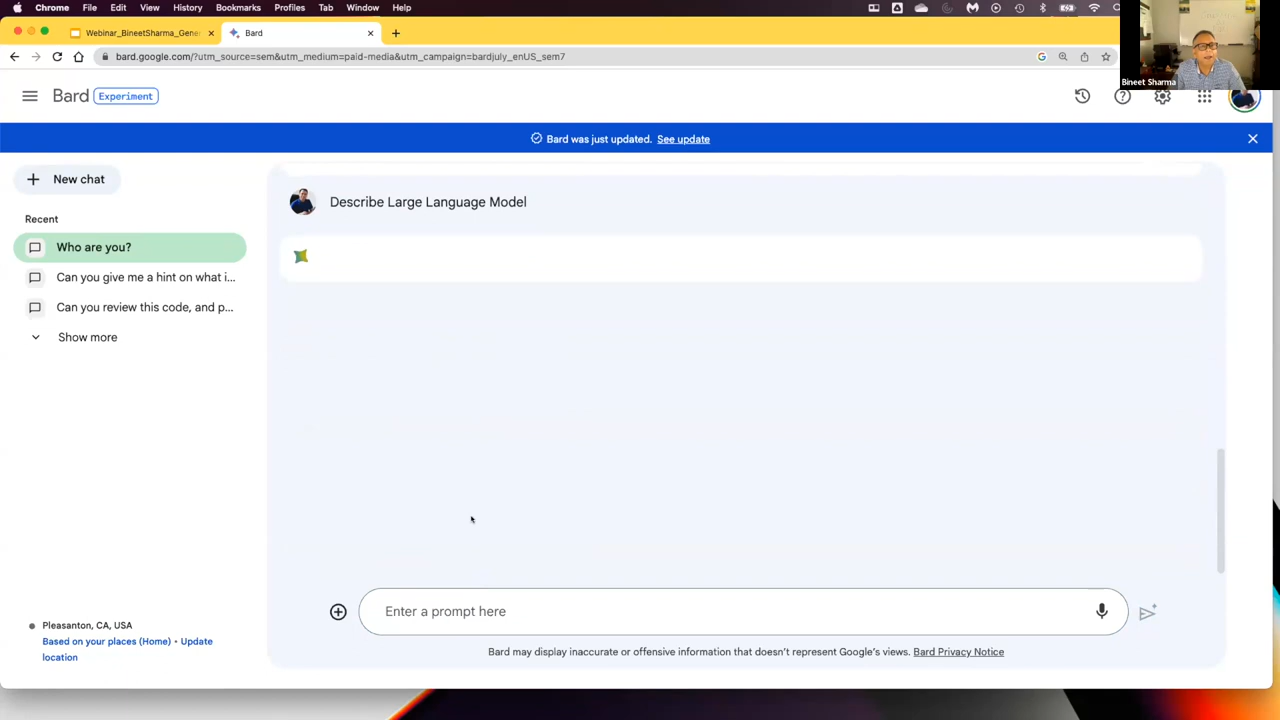 Chrome File Edit View History Bookmarks Profiles Tab Window Help
Webinar_BineetSharma_Gene
Bard
bard.google.com/?utm_source=sem&utm_medium=paid-media&utm_campaign=bardjuly_enUS_sem7
Bineet Sharma
Bard Experiment
Bard was just updated. See update
New chat
Describe Large Language Model
Recent
Who are you?
Can you give me a hint on what i...
Can you review this code, and p...
Show more
Enter a prompt here
Pleasanton, CA, USA
Based on your places (Home) • Update
location
Bard may display inaccurate or offensive information that doesn't represent Google's views. Bard Privacy Notice